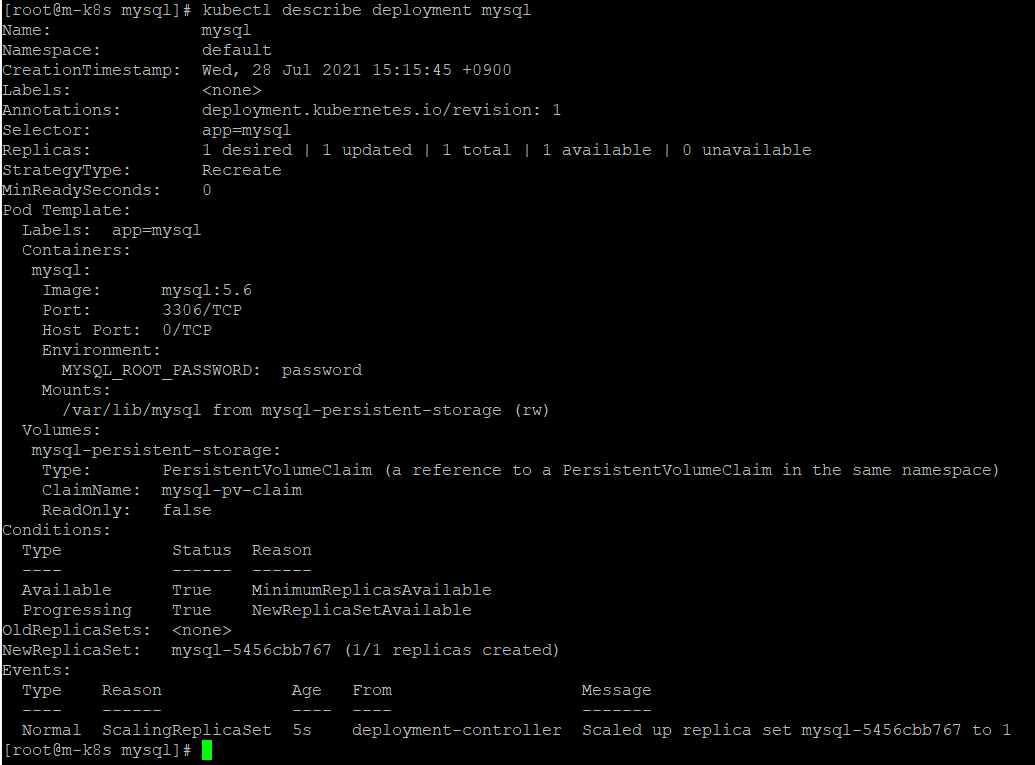 [root@m-k8s mysql]# kubectl describe deployment mysql
Name:                   mysql
Namespace:              default
CreationTimestamp:  Wed, 28 Jul 2021 15:15:45 +0900
Labels:                 <none>
Annotations:            deployment.kubernetes.io/revision: 1
Selector:               app=mysql
Replicas:               1 desired | 1 updated | 1 total | 1 available | 0 unavailable
StrategyType:       Recreate
MinReadySeconds:    0
Pod Template:
  Labels:  app=mysql
  Containers:
   mysql:
    Image:      mysql:5.6
    Port:       3306/TCP
    Host Port:  0/TCP
    Environment:
      MYSQL_ROOT_PASSWORD:  password
    Mounts:
      /var/lib/mysql from mysql-persistent-storage (rw)
  Volumes:
   mysql-persistent-storage:
    Type:       PersistentVolumeClaim (a reference to a PersistentVolumeClaim in the same namespace)
    ClaimName:  mysql-pv-claim
    ReadOnly:   false
Conditions:
  Type           Status  Reason
  ----           ------  ------
  Available      True    MinimumReplicasAvailable
  Progressing    True    NewReplicaSetAvailable
OldReplicaSets:  <none>
NewReplicaSet:   mysql-5456cbb767 (1/1 replicas created)
Events:
  Type    Reason             Age   From                   Message
  ----    ------             ----  ----                   -------
  Normal  ScalingReplicaSet  5s    deployment-controller  Scaled up replica set mysql-5456cbb767 to 1
[root@m-k8s mysql]#